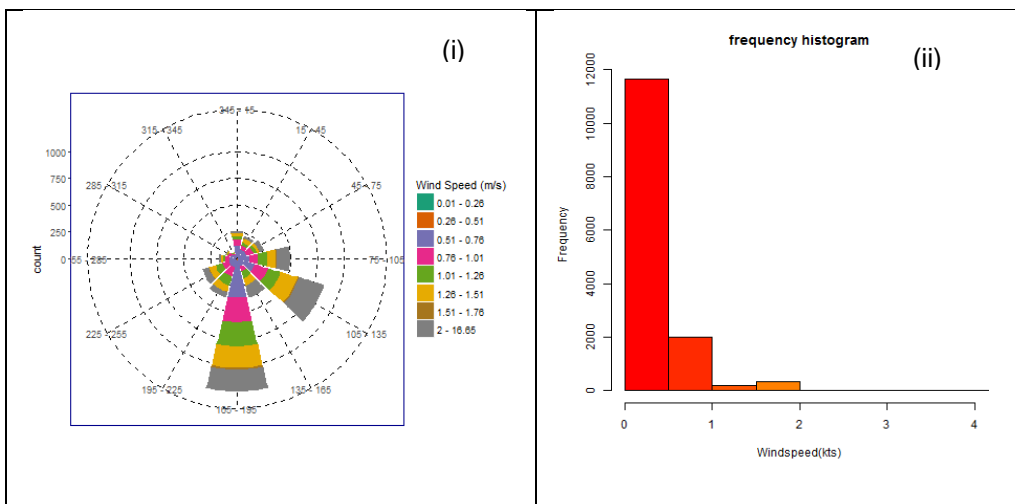 (i)
345 - 15
315 - 345
15 - 45
285 - 315
45 - 75
75 - 105
225 - 255
105 - 135
195 - 225
135 - 165
165 - 195
1000
750
500
250
0
count
Wind Speed (m/s)
0.01 - 0.26
0.26 - 0.51
0.51 - 0.76
0.76 - 1.01
1.01 - 1.26
1.26 - 1.51
1.51 - 1.76
2 - 16.65
frequency histogram
(ii)
12000
10000
8000
6000
4000
2000
0
Frequency
0 1 2 3 4
Windspeed(kts)